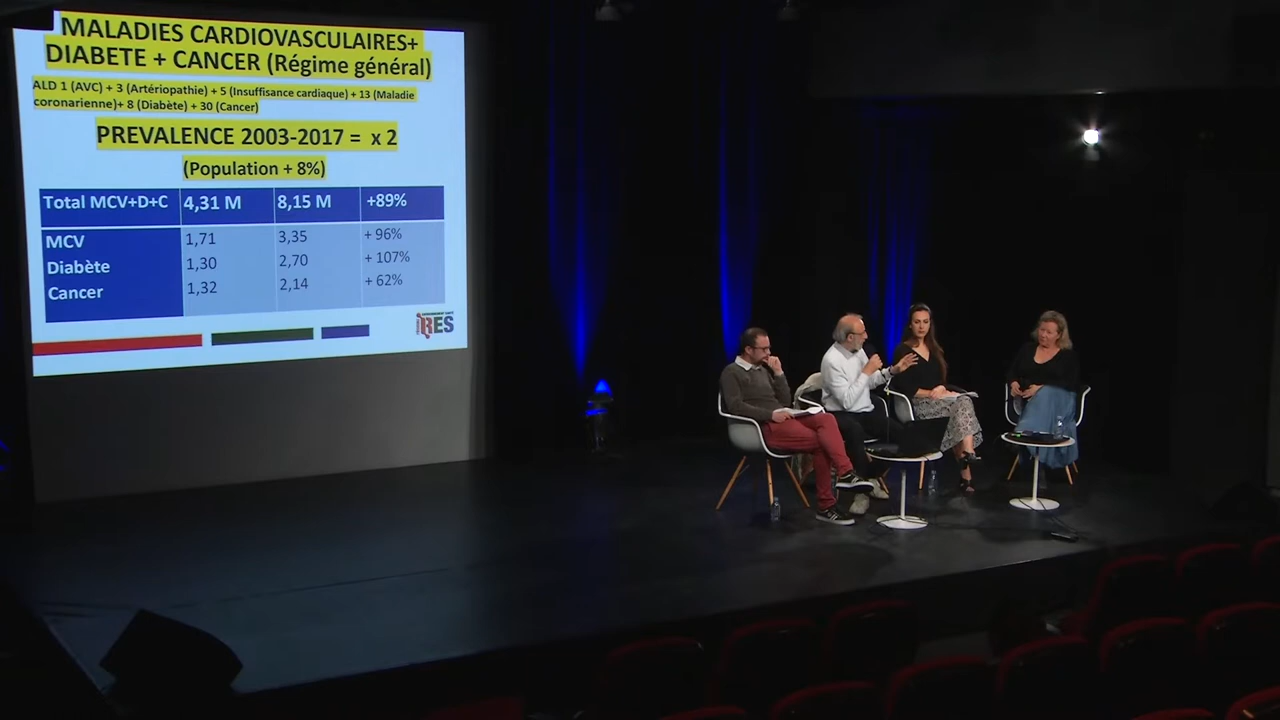 MALADIES CARDIOVASCULAIRES+
DIABETE + CANCER (Régime général)
ALD 1 (AVC) + 3 (Artériopathie) + 5 (Insuffisance cardiaque) + 13 (Maladie
coronarienne)+ 8 (Diabète) + 30 (Cancer)
PREVALENCE 2003-2017 = x 2
(Population + 8%)
Total MCV+D+C 4,31 M 8,15 M +89%
MCV 1,71 3,35 + 96%
Diabète 1,30 2,70 + 107%
Cancer 1,32 2,14 + 62%
RES